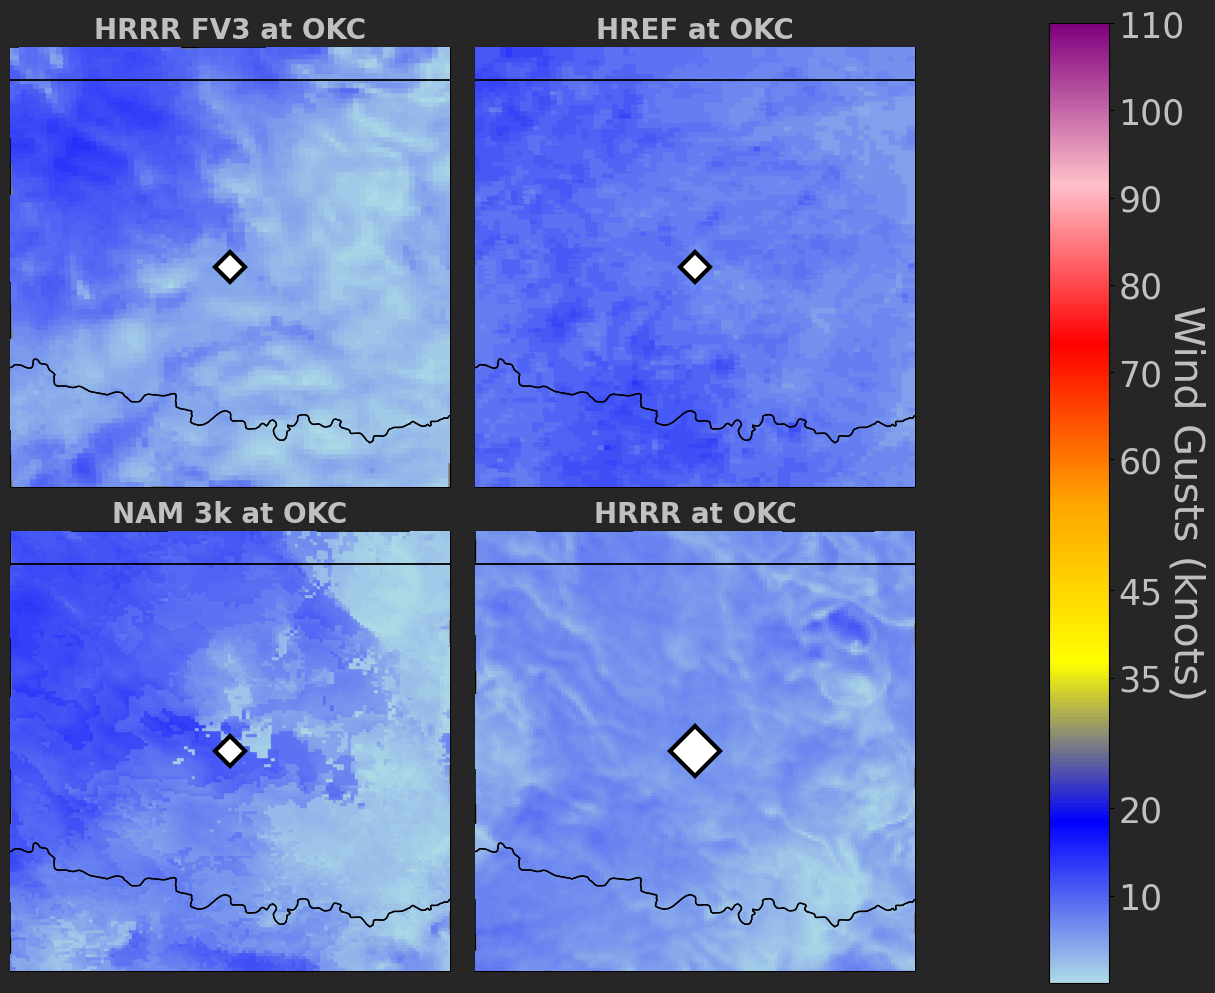 HRRR FV3 at OKC
HREF at OKC
NAM 3k at OKC
HRRR at OKC
110
100
90
80
70
60
45
35
20
10
Wind Gusts (knots)